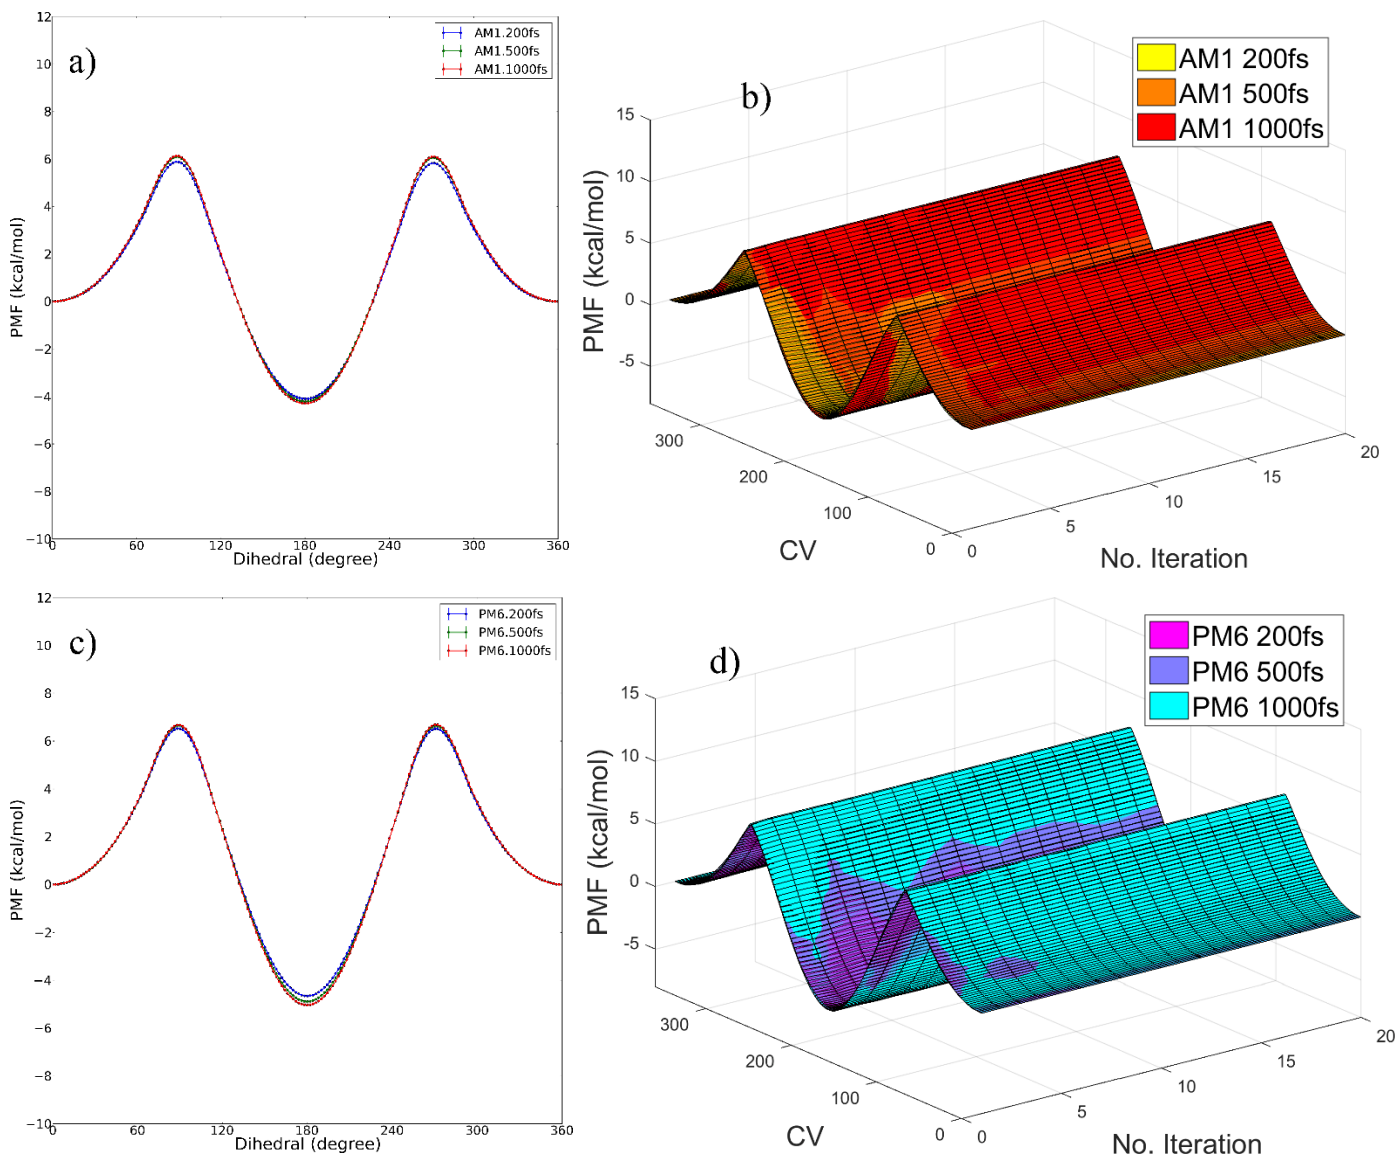 a)
AM1.200fs
AM1.500fs
AM1.1000fs
12
10
8
6
4
2
0
−2
−4
−6
−8
−10
PMF (kcal/mol)
0 60 120 180 240 300 360
Dihedral (degree)
b)
AM1 200fs
AM1 500fs
AM1 1000fs
15
10
5
0
-5
PMF (kcal/mol)
300
200
100
0
CV
0
5
10
15
20
No. Iteration
c)
PM6.200fs
PM6.500fs
PM6.1000fs
12
10
8
6
4
2
0
−2
−4
−6
−8
−10
PMF (kcal/mol)
0 60 120 180 240 300 360
Dihedral (degree)
d)
PM6 200fs
PM6 500fs
PM6 1000fs
15
10
5
0
-5
PMF (kcal/mol)
300
200
100
0
CV
0
5
10
15
20
No. Iteration